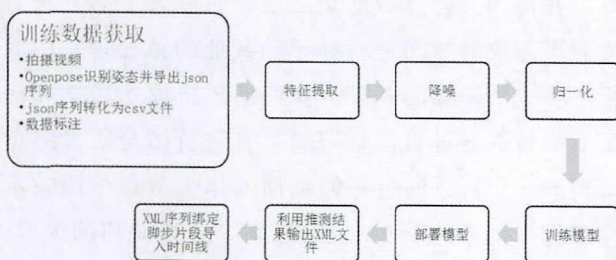 训练数据获取
•拍摄视频
•Openpose识别姿态并导出json
序列
•json序列转化为csv文件
•数据标注
特征提取
降噪
归一化
训练模型
部署模型
利用推测结
果输出XML文
件
XML序列绑定
脚步片段导
入时间线